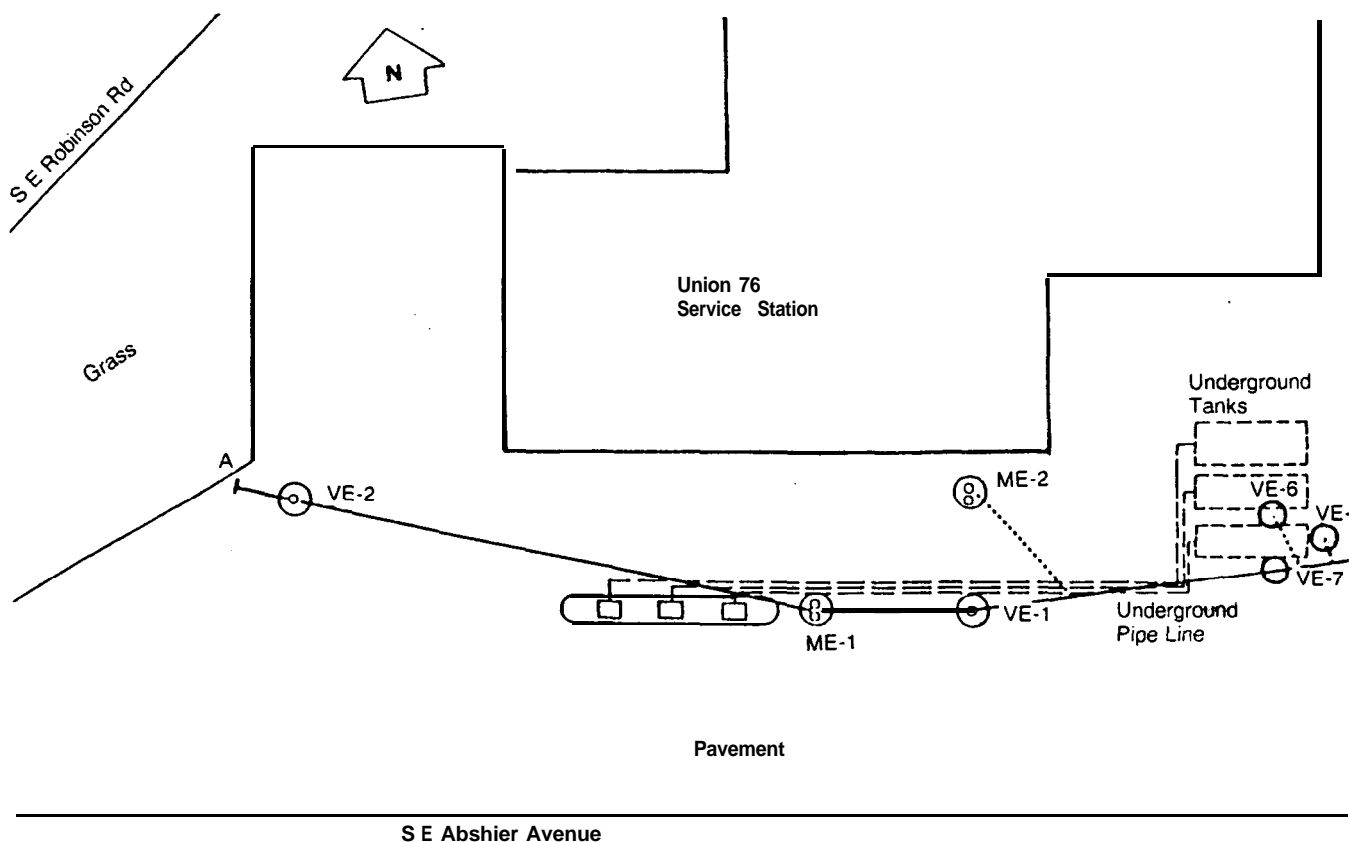 N
S E Robinson Rd
Union 76
Service Station
Grass
Underground
Tanks
A
VE-2
ME-2
VE-6
VE-
VE-7
ME-1
VE-1
Underground
Pipe Line
Pavement
S E Abshier Avenue